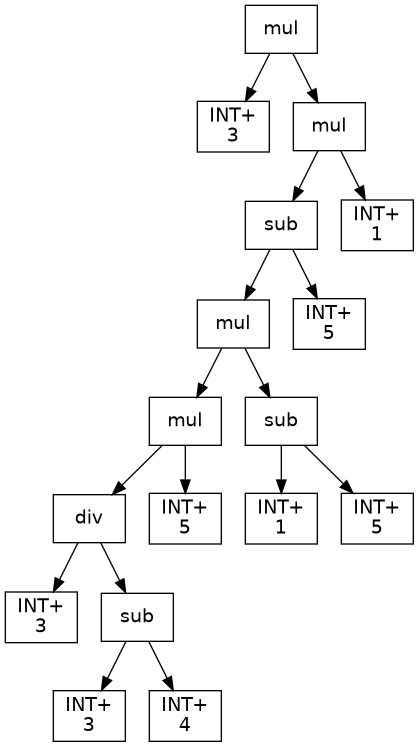 mul
INT+
3
mul
sub
INT+
1
mul
INT+
5
mul
sub
div
INT+
5
INT+
1
INT+
5
INT+
3
sub
INT+
3
INT+
4